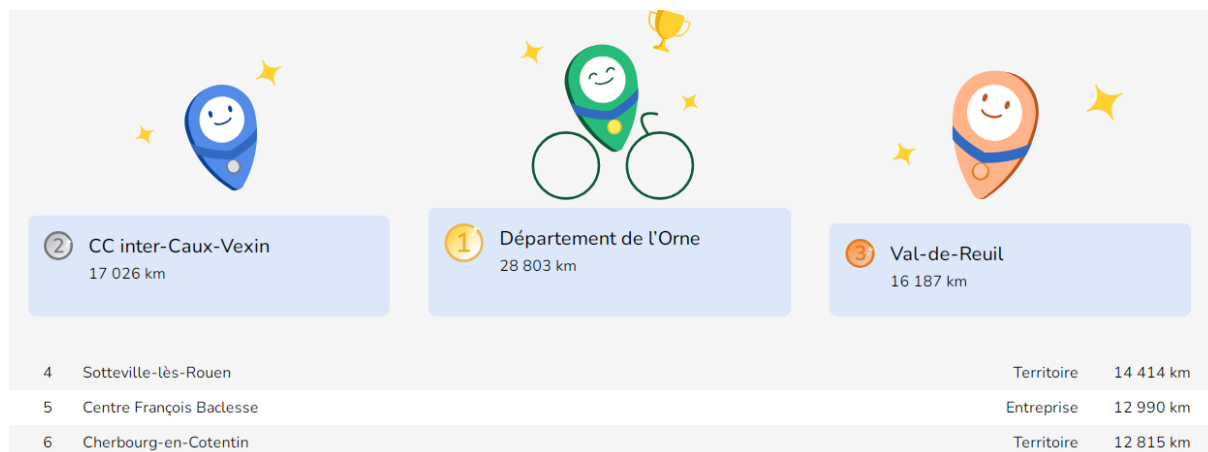 2
CC inter-Caux-Vexin
17 026 km
1
Département de l’Orne
28 803 km
3
Val-de-Reuil
16 187 km
4 Sotteville-lès-Rouen Territoire 14 414 km
5 Centre François Baclesse Entreprise 12 990 km
6 Cherbourg-en-Cotentin Territoire 12 815 km